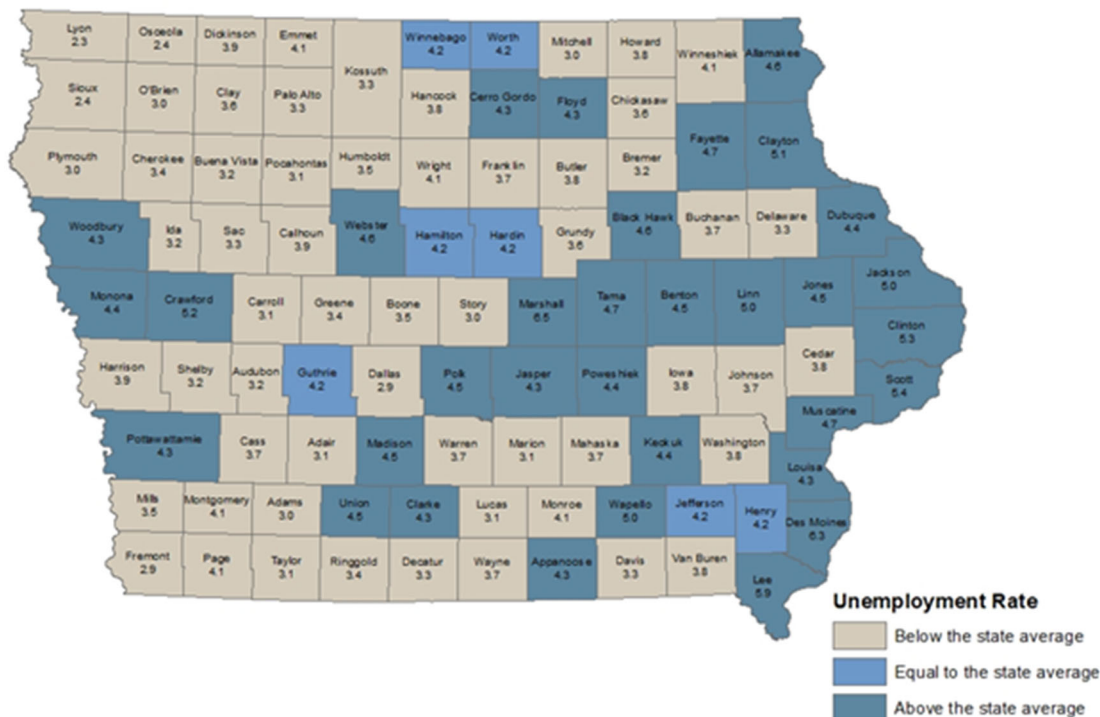 Lyon
2.3
Osceola
2.4
Dickinson
3.9
Emmet
4.1
Kossuth
3.3
Winnebago
4.2
Worth
4.2
Mitchell
3.0
Howard
3.8
Winneshiek
4.1
Allamakee
4.6
Sioux
2.4
O'Brien
3.0
Clay
3.6
Palo Alto
3.3
Hancock
3.8
Cerro Gordo
4.3
Floyd
4.3
Chickasaw
3.6
Fayette
4.7
Clayton
5.1
Plymouth
3.0
Cherokee
3.4
Buena Vista
3.2
Pocahontas
3.1
Humboldt
3.5
Wright
4.1
Franklin
3.7
Butler
3.8
Bremer
3.2
Woodbury
4.3
Ida
3.2
Sac
3.3
Calhoun
3.9
Webster
4.6
Hamilton
4.2
Hardin
4.2
Grundy
3.6
Black Hawk
4.6
Buchanan
3.7
Delaware
3.3
Dubuque
4.4
Monona
4.4
Crawford
5.2
Carroll
3.1
Greene
3.4
Boone
3.5
Story
3.0
Marshall
6.5
Tama
4.7
Benton
4.5
Linn
5.0
Jones
4.5
Jackson
5.0
Clinton
5.3
Harrison
3.9
Shelby
3.2
Audubon
3.2
Guthrie
4.2
Dallas
2.9
Polk
4.5
Jasper
4.3
Poweshiek
4.4
Iowa
3.8
Johnson
3.7
Cedar
3.8
Scott
5.4
Muscatine
4.7
Pottawattamie
4.3
Cass
3.7
Adair
3.1
Madison
4.5
Warren
3.7
Marion
3.1
Mahaska
3.7
Keokuk
4.4
Washington
3.8
Louisa
4.3
Mills
3.5
Montgomery
4.1
Adams
3.0
Union
4.5
Clarke
4.3
Lucas
3.1
Monroe
4.1
Wapello
5.0
Jefferson
4.2
Henry
4.2
Des Moines
6.3
Fremont
2.9
Page
4.1
Taylor
3.1
Ringgold
3.4
Decatur
3.3
Wayne
3.7
Appanoose
4.3
Davis
3.3
Van Buren
3.8
Lee
5.9
Unemployment Rate
Below the state average
Equal to the state average
Above the state average